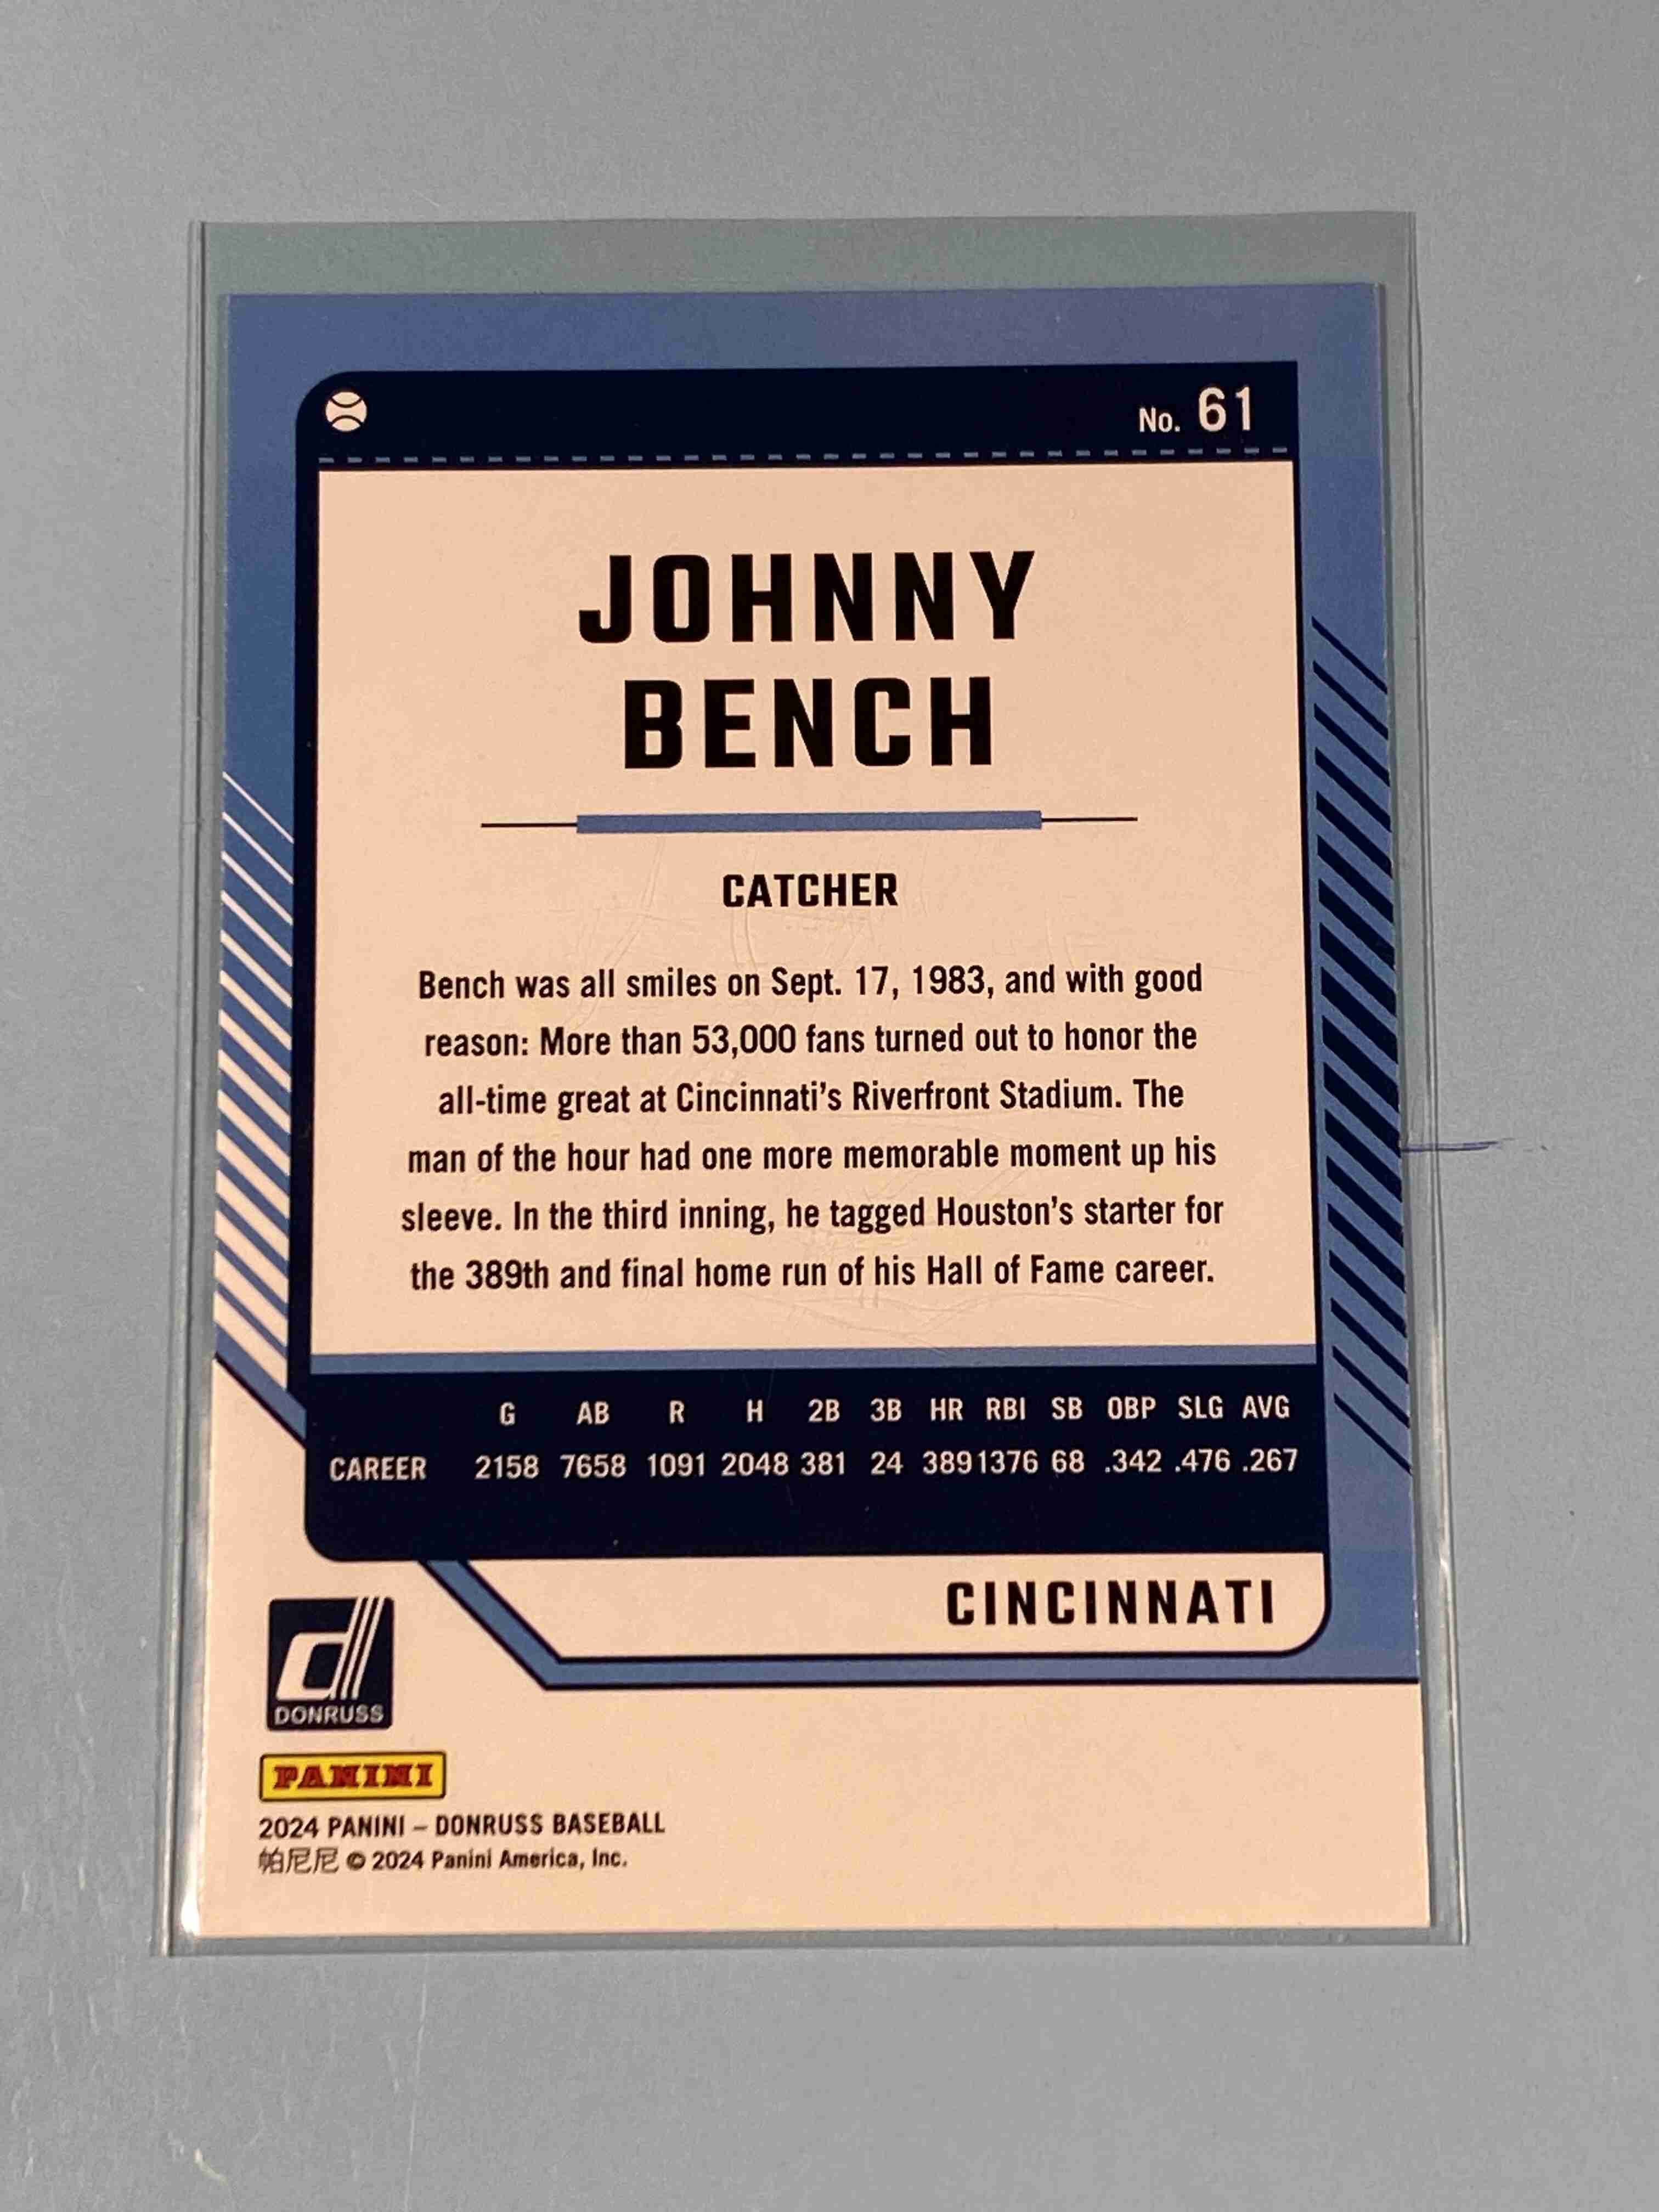 No. 61
JOHNNY
BENCH
CATCHER
Bench was all smiles on Sept. 17, 1983, and with good
reason: More than 53,000 fans turned out to honor the
all-time great at Cincinnati's Riverfront Stadium. The
man of the hour had one more memorable moment up his
sleeve. In the third inning, he tagged Houston's starter for
the 389th and final home run of his Hall of Fame career.
G AB R H 2B 3B HR RBI SB OBP SLG AVG
CAREER 2158 7658 1091 2048 381 24 389 1376 68 .342 .476 .267
CINCINNATI
d
DONRUSS
PANINI
2024 PANINI – DONRUSS BASEBALL
帕尼尼 © 2024 Panini America, Inc.